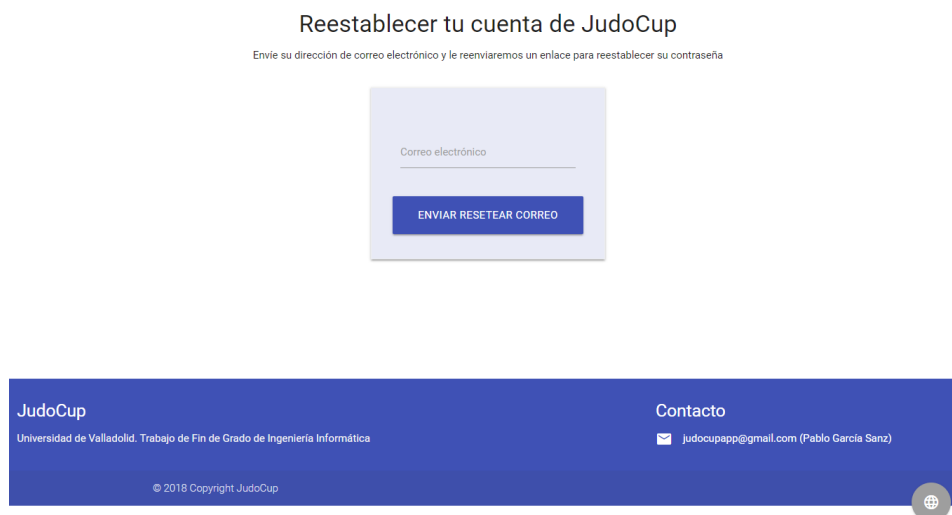 Reestablecer tu cuenta de JudoCup
Envíe su dirección de correo electrónico y le reenviaremos un enlace para reestablecer su contraseña
Correo electrónico
ENVIAR RESETEAR CORREO
JudoCup
Universidad de Valladolid. Trabajo de Fin de Grado de Ingeniería Informática
Contacto
judocupapp@gmail.com (Pablo García Sanz)
© 2018 Copyright JudoCup